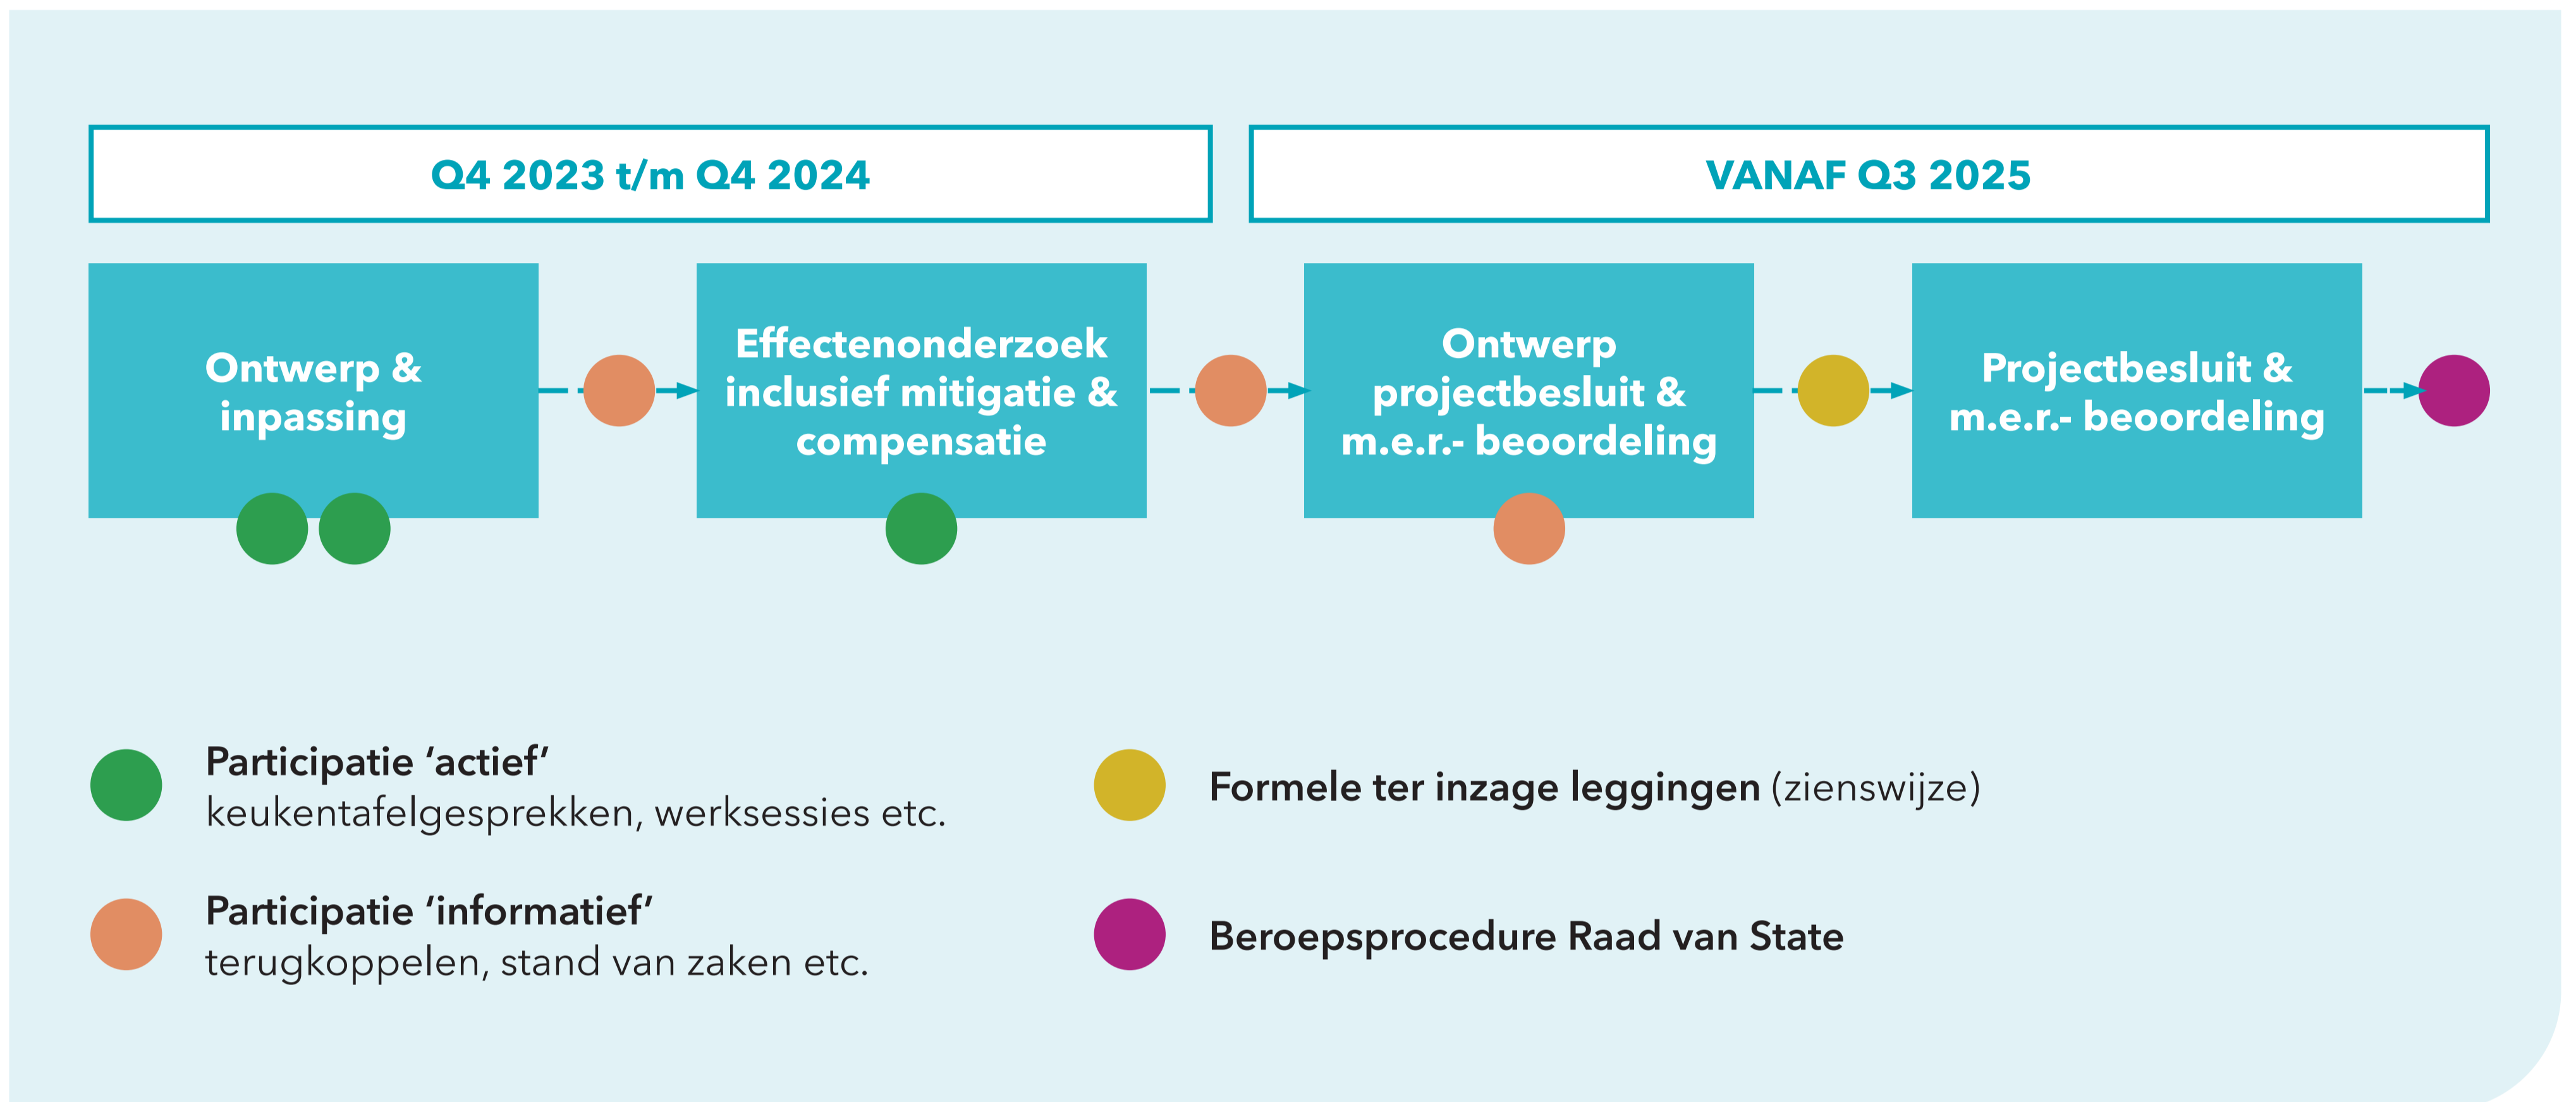 Q4 2023 t/m Q4 2024
VANAF Q3 2025
Ontwerp &
inpassing
Effectenonderzoek
inclusief mitigatie &
compensatie
Ontwerp
projectbesluit &
m.e.r.- beoordeling
Projectbesluit &
m.e.r.- beoordeling
Participatie ‘actief’
keukentafelgesprekken, werksessies etc.
Participatie ‘informatief’
terugkoppelen, stand van zaken etc.
Formele ter inzage leggingen (zienswijze)
Beroepsprocedure Raad van State